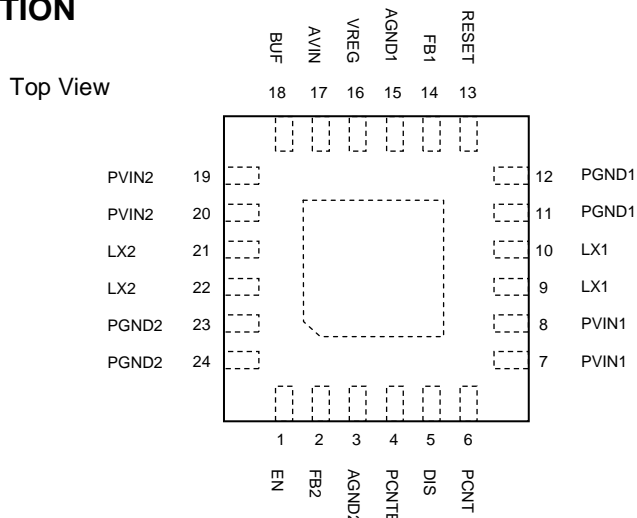 TION
Top View
BUF
AVIN
VREG
AGND1
FB1
RESET
18 17 16 15 14 13
PVIN2 19
PVIN2 20
LX2 21
LX2 22
PGND2 23
PGND2 24
12 PGND1
11 PGND1
10 LX1
9 LX1
8 PVIN1
7 PVIN1
1 2 3 4 5 6
EN
FB2
AGND2
DIS
PCNT